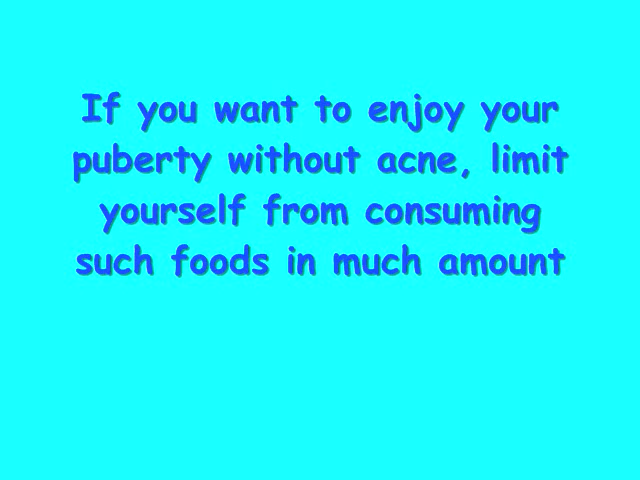 If you want to enjoy your
puberty without acne, limit
yourself from consuming
such foods in much amount